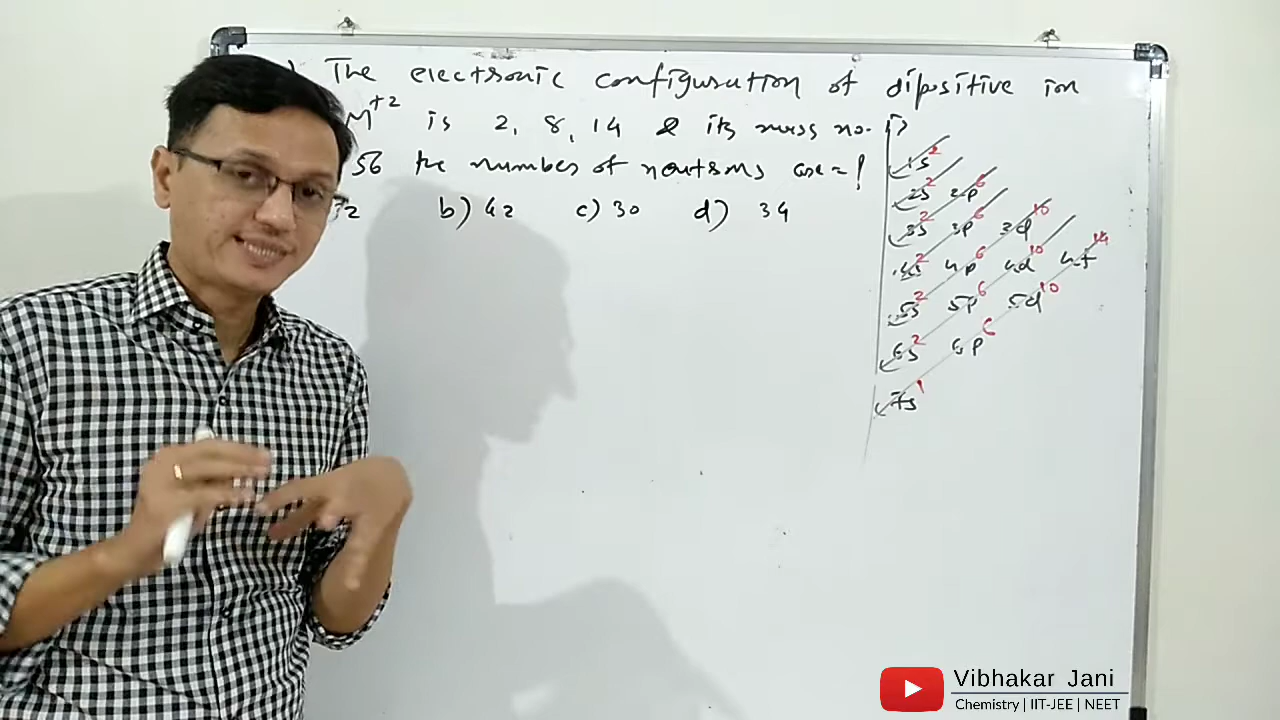 The electronic configuration of dipositive ion
M+2 is 2, 8, 14 & its mass no. is
56 the number of neutrons are = ?
32 b) 42 c) 30 d) 34
1s2
2s2 2p6
3s2 3p6 3d10
4s2 4p6 4d10 4f14
5s2 5p6 5d10
6s2 6p6
7s1
Vibhakar Jani
Chemistry | IIT-JEE | NEET